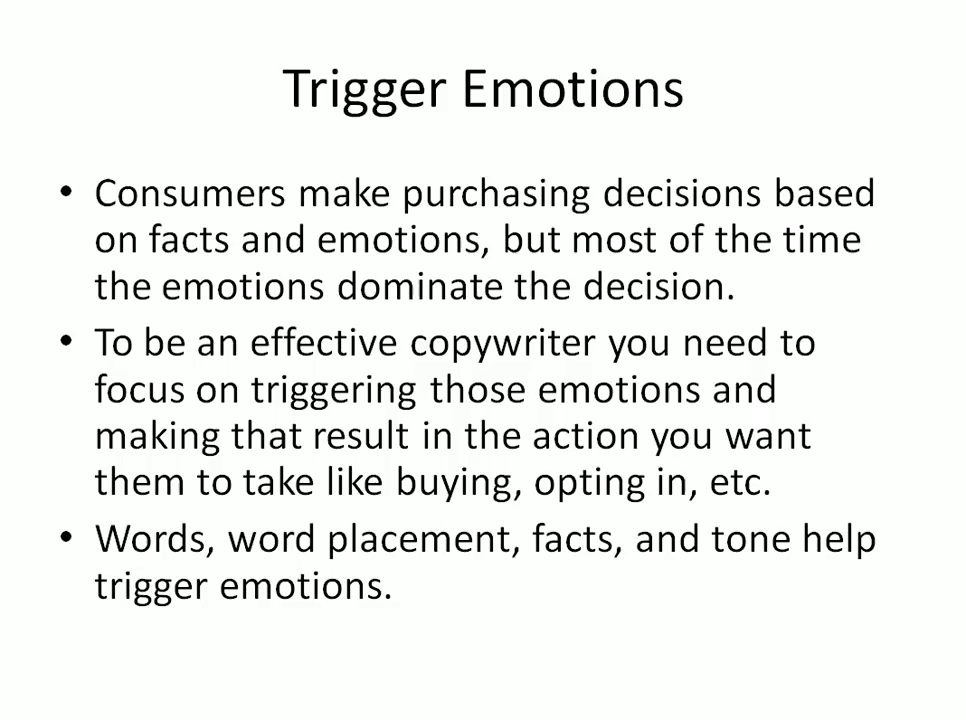 Trigger Emotions
• Consumers make purchasing decisions based
on facts and emotions, but most of the time
the emotions dominate the decision.
• To be an effective copywriter you need to
focus on triggering those emotions and
making that result in the action you want
them to take like buying, opting in, etc.
• Words, word placement, facts, and tone help
trigger emotions.